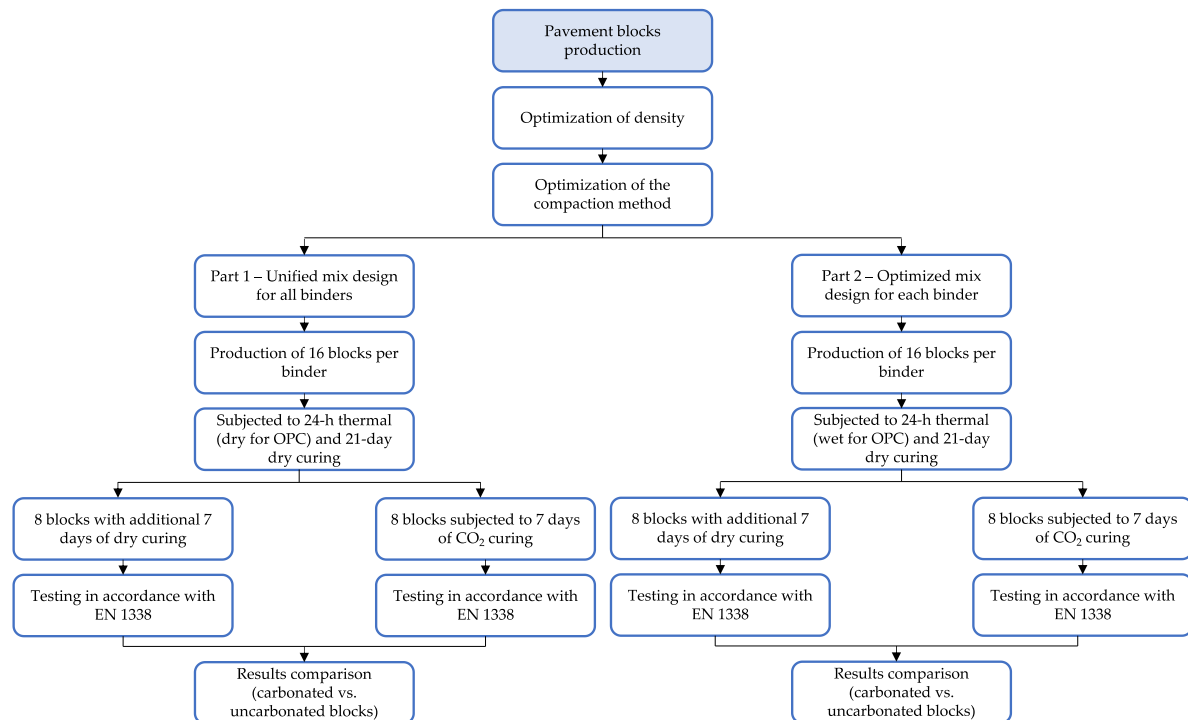 Pavement blocks
production
Optimization of density
Optimization of the
compaction method
Part 1 – Unified mix design
for all binders
Part 2 – Optimized mix
design for each binder
Production of 16 blocks per
binder
Production of 16 blocks per
binder
Subjected to 24-h thermal
(dry for OPC) and 21-day
dry curing
Subjected to 24-h thermal
(wet for OPC) and 21-day
dry curing
8 blocks with additional 7
days of dry curing
8 blocks subjected to 7 days
of CO₂ curing
8 blocks with additional 7
days of dry curing
8 blocks subjected to 7 days
of CO₂ curing
Testing in accordance with
EN 1338
Testing in accordance with
EN 1338
Testing in accordance with
EN 1338
Testing in accordance with
EN 1338
Results comparison
(carbonated vs.
uncarbonated blocks)
Results comparison
(carbonated vs.
uncarbonated blocks)